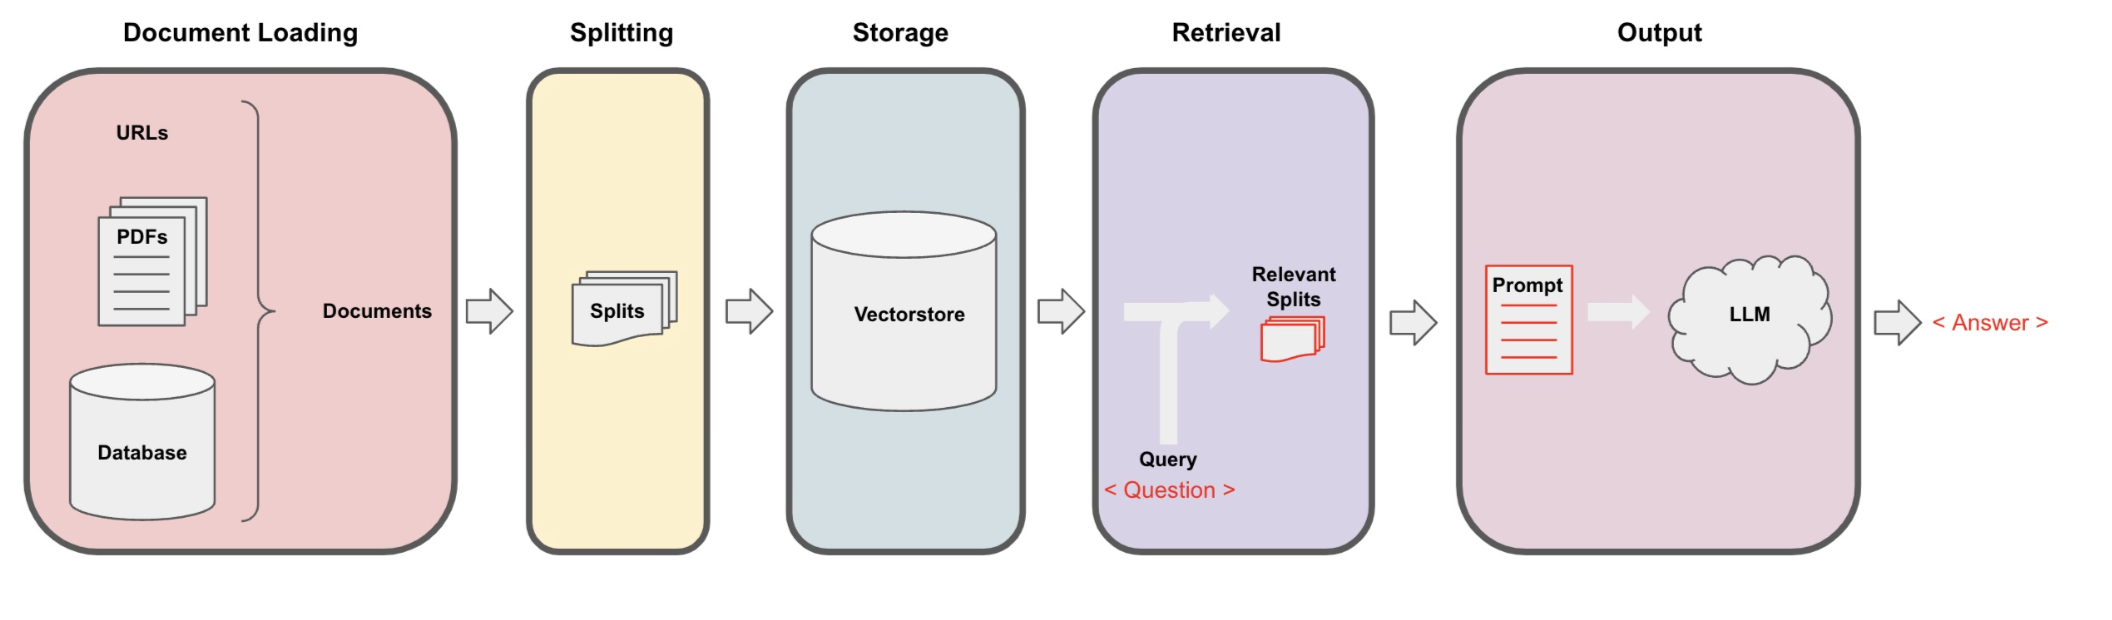 Document Loading
Splitting
Storage
Retrieval
Output
URLs
PDFs
Database
Documents
Splits
Vectorstore
Relevant
Splits
Query
< Question >
Prompt
LLM
< Answer >